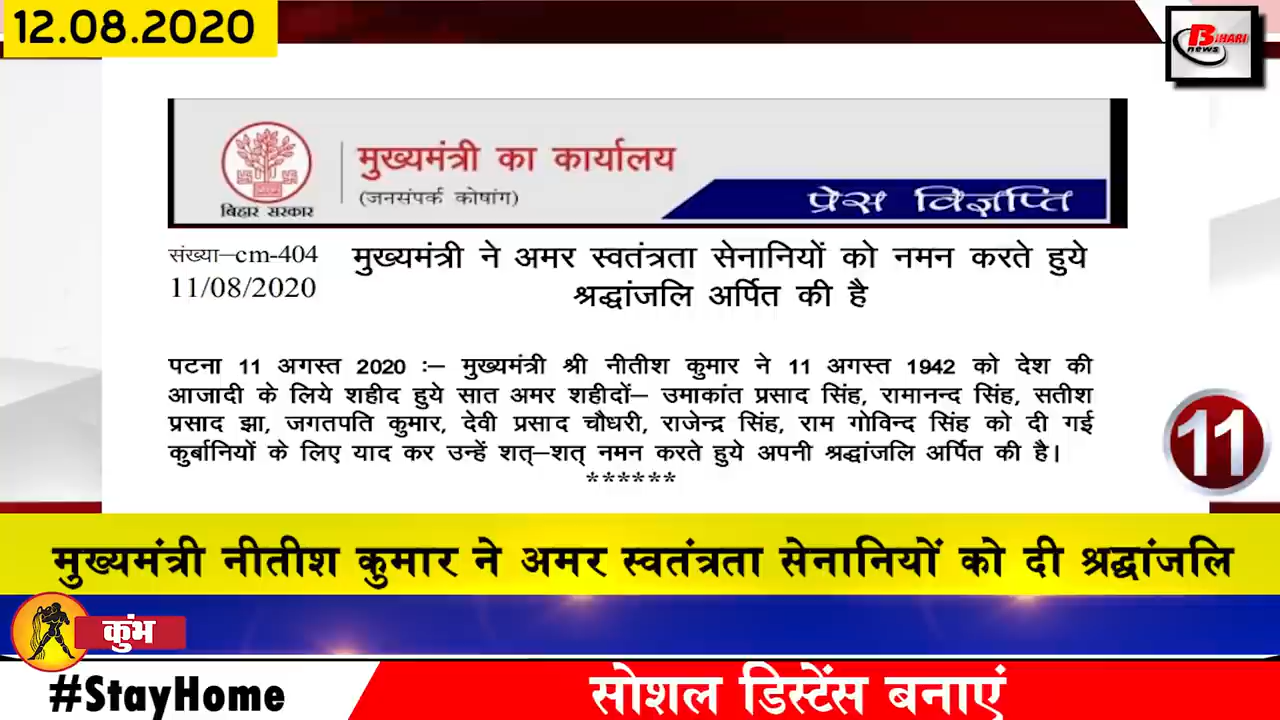 12.08.2020
BIHARI
news
मुख्यमंत्री का कार्यालय
(जनसंपर्क कोषांग)
बिहार सरकार
प्रेस विज्ञप्ति
संख्या–cm-404
11/08/2020
मुख्यमंत्री ने अमर स्वतंत्रता सेनानियों को नमन करते हुये
श्रद्धांजलि अर्पित की है
पटना 11 अगस्त 2020 :– मुख्यमंत्री श्री नीतीश कुमार ने 11 अगस्त 1942 को देश की
आजादी के लिये शहीद हुये सात अमर शहीदों– उमाकांत प्रसाद सिंह, रामानन्द सिंह, सतीश
प्रसाद झा, जगतपति कुमार, देवी प्रसाद चौधरी, राजेन्द्र सिंह, राम गोविन्द सिंह को दी गई
कुर्बानियों के लिए याद कर उन्हें शत्–शत् नमन करते हुये अपनी श्रद्धांजलि अर्पित की है।
******
11
मुख्यमंत्री नीतीश कुमार ने अमर स्वतंत्रता सेनानियों को दी श्रद्धांजलि
कुंभ
#StayHome
सोशल डिस्टेंस बनाएं